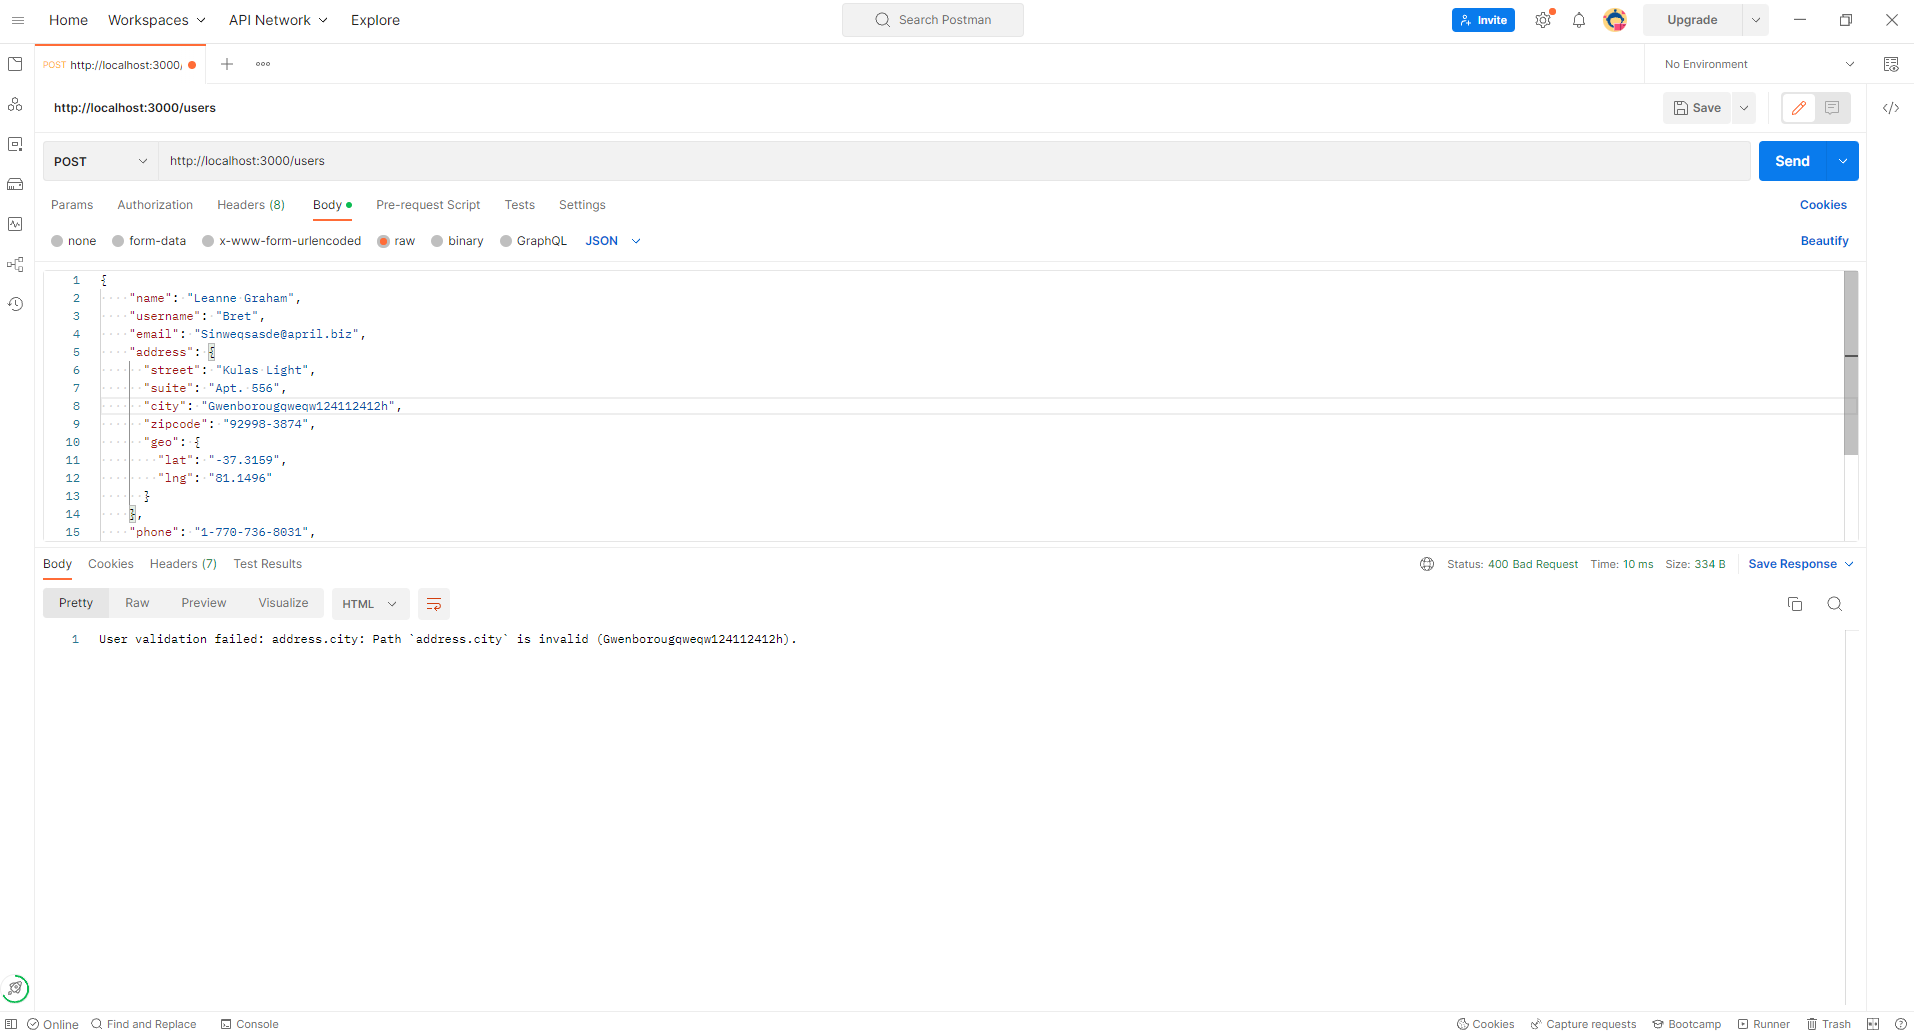 Home Workspaces API Network Explore Search Postman Invite Upgrade
POST http://localhost:3000/ No Environment
http://localhost:3000/users Save
POST http://localhost:3000/users Send
Params Authorization Headers (8) Body Pre-request Script Tests Settings Cookies
none form-data x-www-form-urlencoded raw binary GraphQL JSON Beautify
1 {
2 "name": "Leanne Graham",
3 "username": "Bret",
4 "email": "Sinweqsasde@april.biz",
5 "address": {
6 "street": "Kulas Light",
7 "suite": "Apt. 556",
8 "city": "Gwenborougqweqw124112412h",
9 "zipcode": "92998-3874",
10 "geo": {
11 "lat": "-37.3159",
12 "lng": "81.1496"
13 }
14 },
15 "phone": "1-770-736-8031",
Body Cookies Headers (7) Test Results Status: 400 Bad Request Time: 10 ms Size: 334 B Save Response
Pretty Raw Preview Visualize HTML
1 User validation failed: address.city: Path `address.city` is invalid (Gwenborougqweqw124112412h).
Online Find and Replace Console Cookies Capture requests Bootcamp Runner Trash